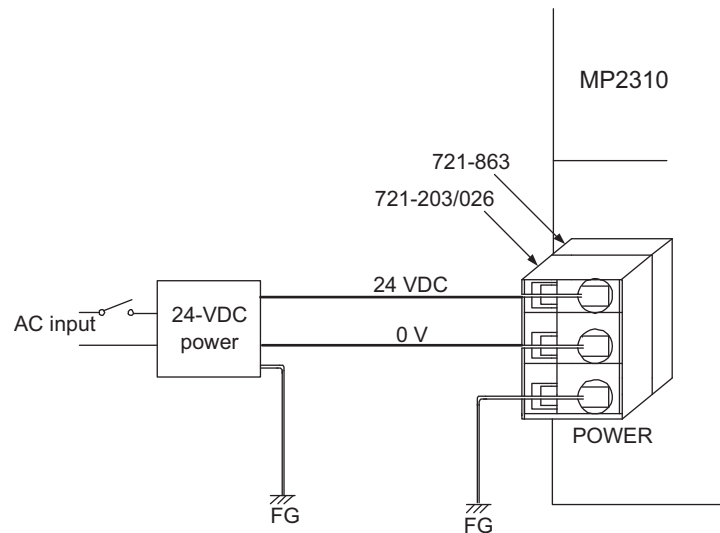 MP2310
721-863
721-203/026
24 VDC
AC input
24-VDC
power
0 V
POWER
FG
FG